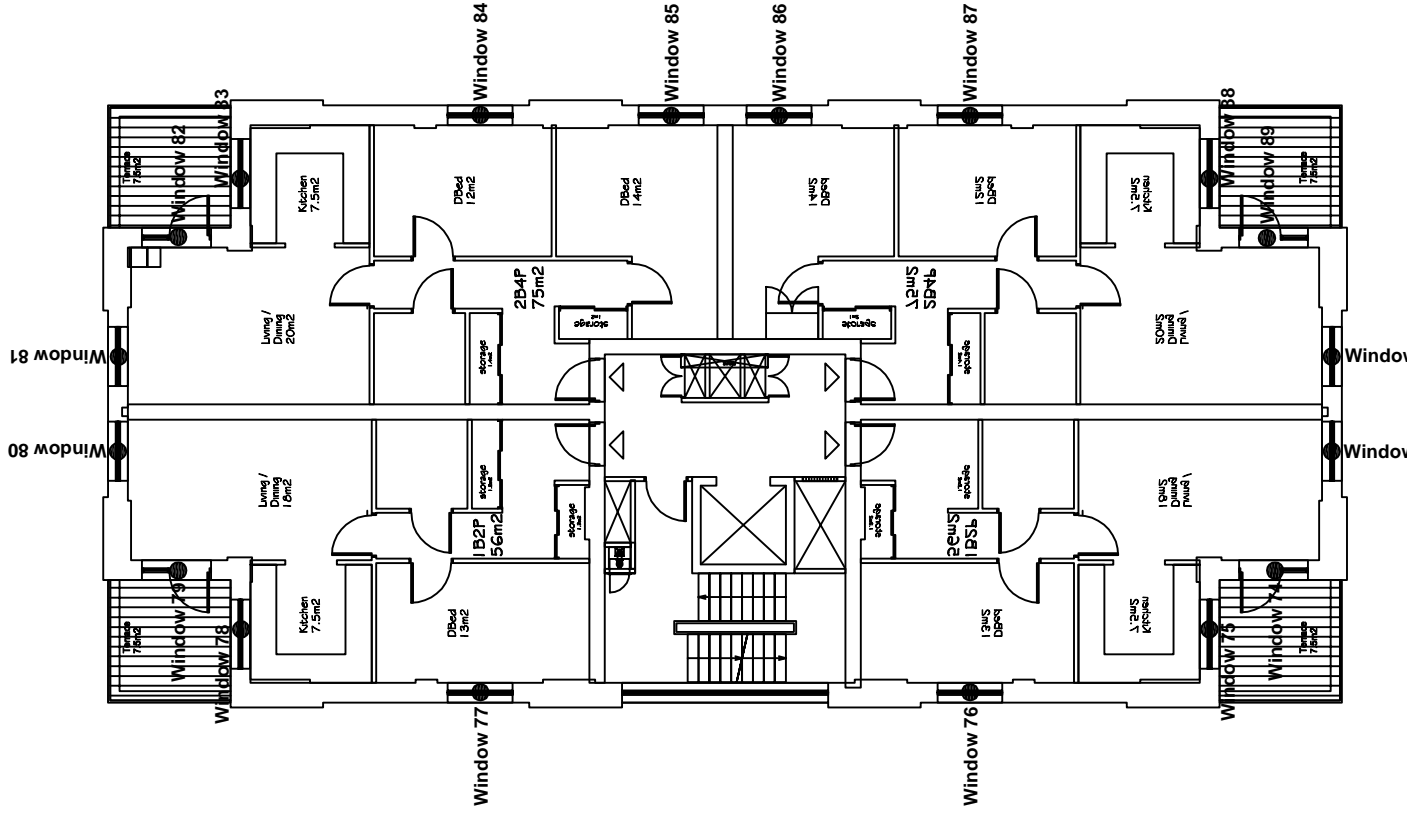 Window 84
Window 85
Window 86
Window 87
Window 83
Window 82
Window 88
Window 89
Terrace
7.5m2
Kitchen
7.5m2
DBed
12m2
DBed
14m2
14m2
DBed
12m2
DBed
7.5m2
Kitchen
Terrace
7.5m2
2B4P
75m2
75m2
2B4P
Living /
Dining
20m2
storage
storage
storage
storage
20m2
Dining
Living /
Window 81
Window
Window 80
Window
Living /
Dining
18m2
storage
storage
1B2P
56m2
storage
storage
56m2
1B2P
18m2
Dining
Living /
Terrace
7.5m2
Window 79
Window 78
Kitchen
7.5m2
DBed
13m2
13m2
DBed
7.5m2
Kitchen
Window 75
Window 74
Terrace
7.5m2
Window 77
Window 76